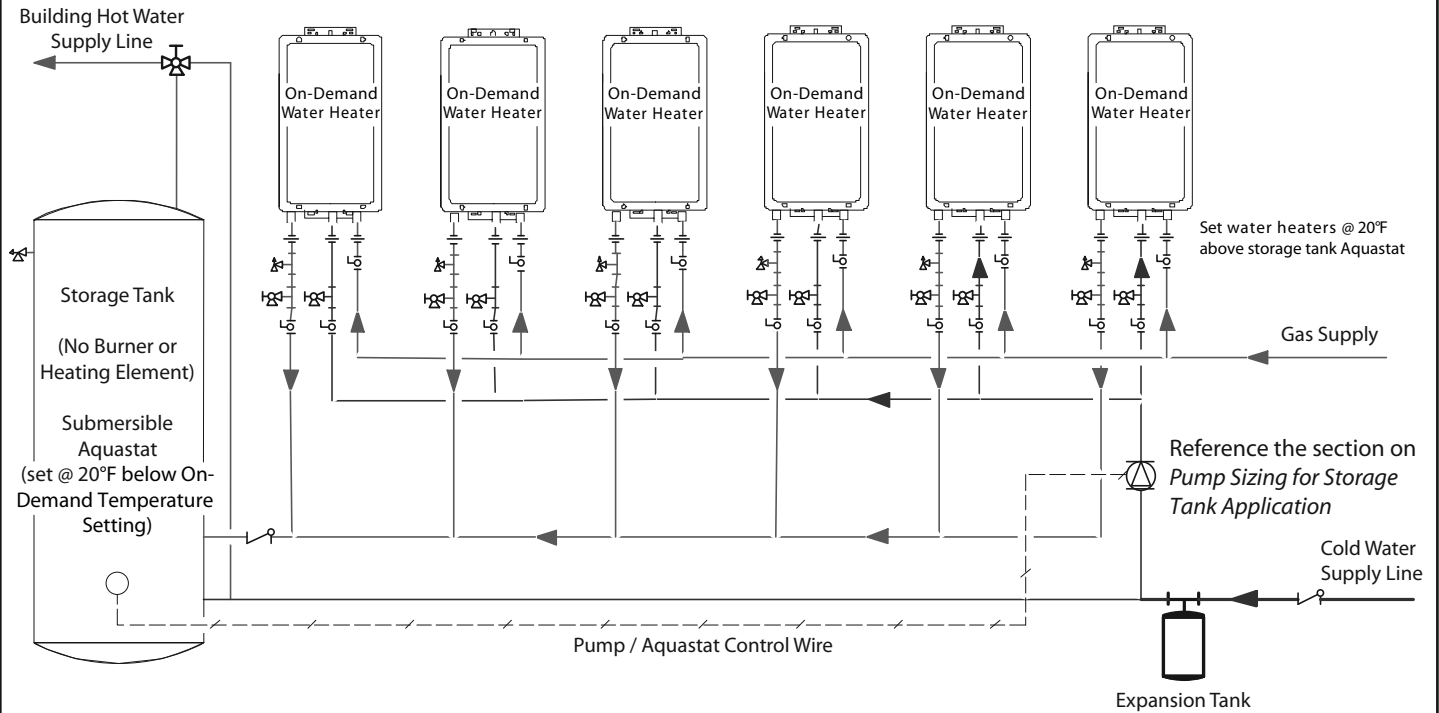 Building Hot Water
Supply Line
On-Demand
Water Heater
On-Demand
Water Heater
On-Demand
Water Heater
On-Demand
Water Heater
On-Demand
Water Heater
On-Demand
Water Heater
Set water heaters @ 20°F
above storage tank Aquastat
Storage Tank
(No Burner or
Heating Element)
Submersible
Aquastat
(set @ 20°F below On-
Demand Temperature
Setting)
Gas Supply
Reference the section on
Pump Sizing for Storage
Tank Application
Cold Water
Supply Line
Pump / Aquastat Control Wire
Expansion Tank